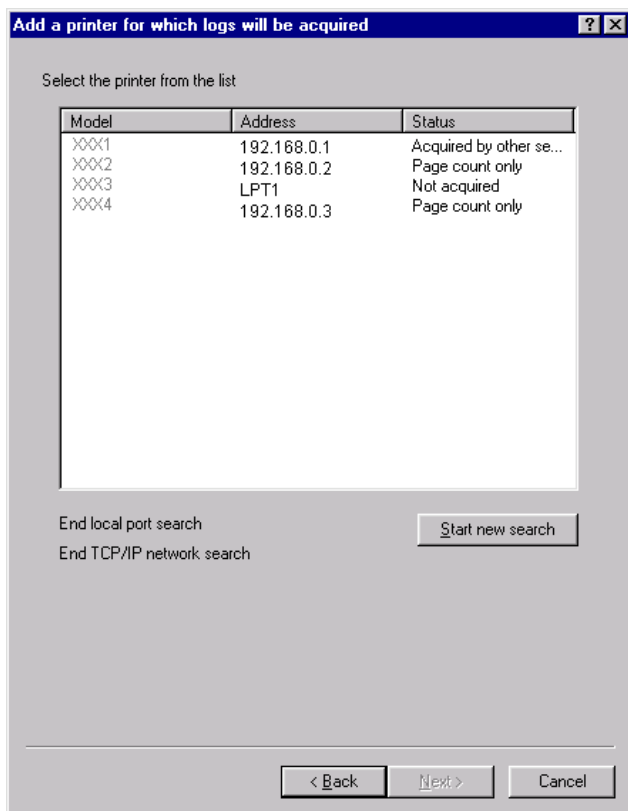 Add a printer for which logs will be acquired
Select the printer from the list
Model Address Status
XXX1 192.168.0.1 Acquired by other se...
XXX2 192.168.0.2 Page count only
XXX3 LPT1 Not acquired
XXX4 192.168.0.3 Page count only
End local port search
Start new search
End TCP/IP network search
< Back Next > Cancel